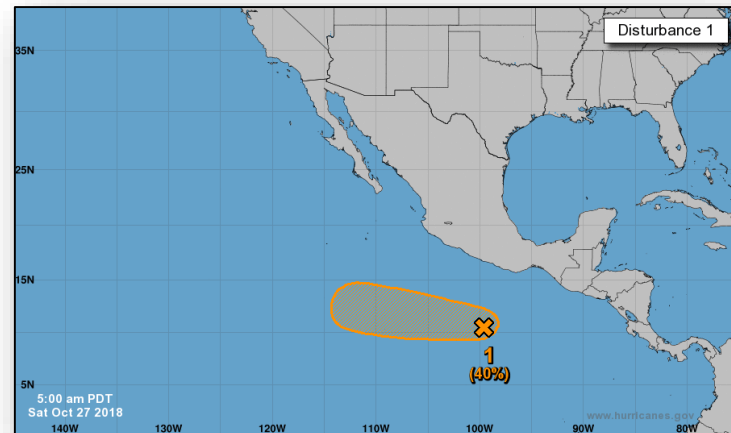 Disturbance 1
35N
25N
15N
5N
1
(40%)
5:00 am PDT
Sat Oct 27 2018
www.hurricanes.gov
140W 130W 120W 110W 100W 90W 80W